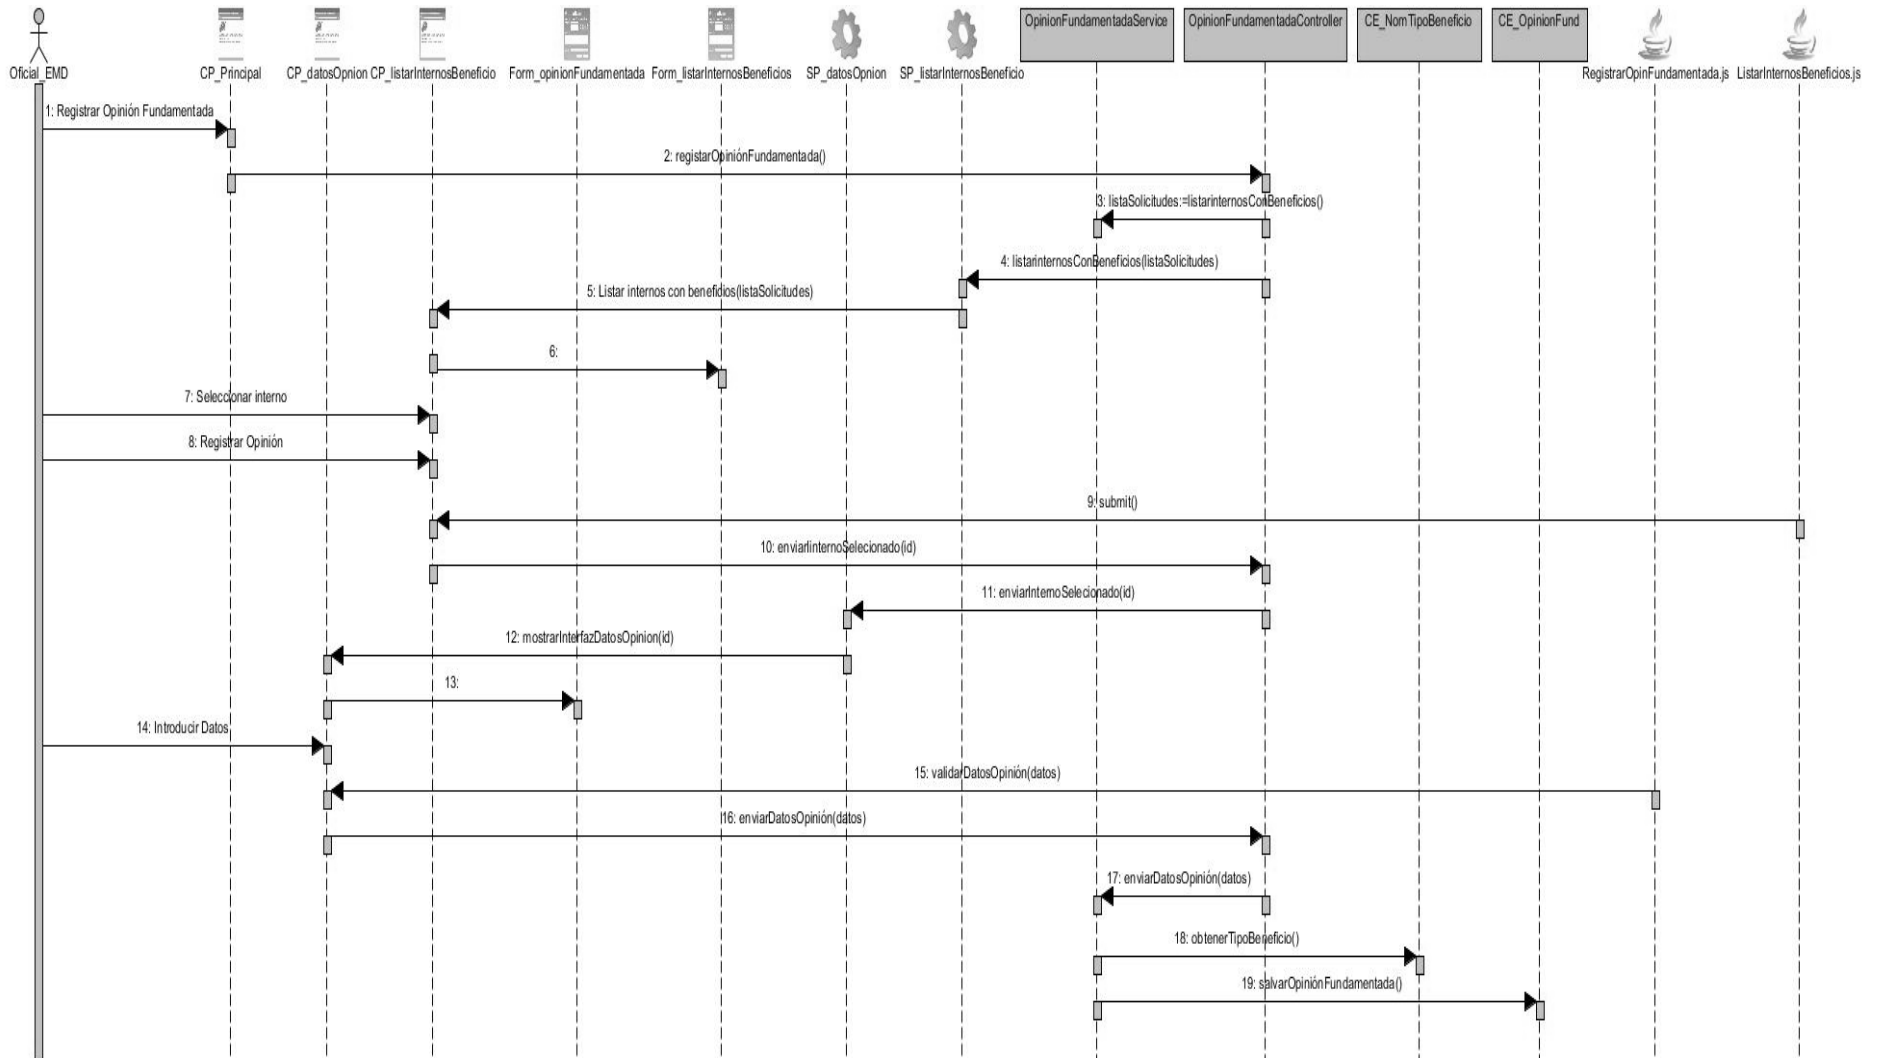 OpinionFundamentadaService
OpinionFundamentadaController
CE_NomTipoBeneficio
CE_OpinionFund
Oficial_EMD
CP_Principal
CP_datosOpnion
CP_listarInternosBeneficio
Form_opinionFundamentada
Form_listarInternosBeneficios
SP_datosOpnion
SP_listarInternosBeneficio
RegistrarOpinFundamentada.js
ListarInternosBeneficios.js
1: Registrar Opinión Fundamentada
2: registarOpiniónFundamentada()
3: listaSolicitudes:=listarinternosConBeneficios()
4: listarinternosConBeneficios(listaSolicitudes)
5: Listar internos con beneficios(listaSolicitudes)
6:
7: Seleccionar interno
8: Registrar Opinión
9: submit()
10: enviarIinternoSelecionado(id)
11: enviarInternoSelecionado(id)
12: mostrarInterfazDatosOpinion(id)
13:
14: Introducir Datos
15: validarDatosOpinión(datos)
16: enviarDatosOpinión(datos)
17: enviarDatosOpinión(datos)
18: obtenerTipoBeneficio()
19: salvarOpiniónFundamentada()